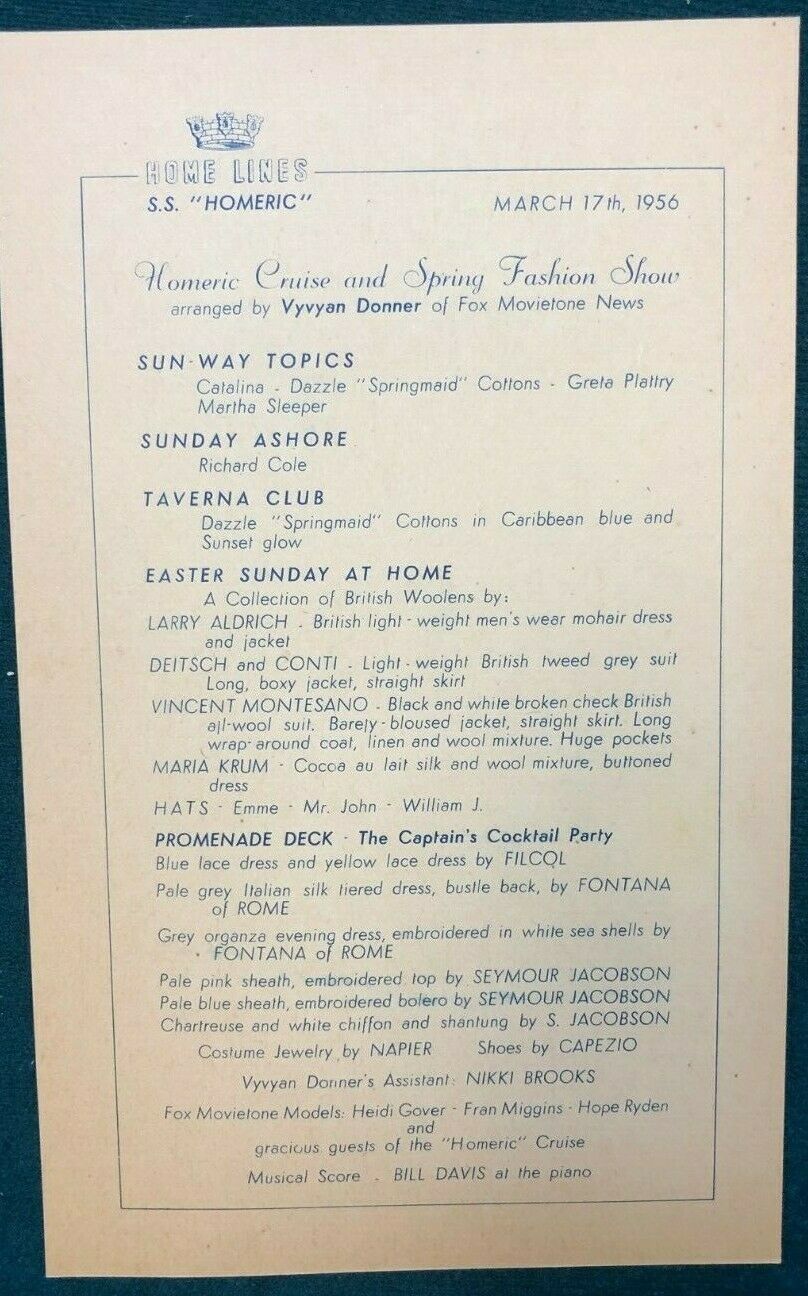 HOME LINES
S.S. "HOMERIC" MARCH 17th, 1956
Homeric Cruise and Spring Fashion Show
arranged by Vyvyan Donner of Fox Movietone News
SUN-WAY TOPICS
Catalina - Dazzle "Springmaid" Cottons - Greta Plattry
Martha Sleeper
SUNDAY ASHORE
Richard Cole
TAVERNA CLUB
Dazzle "Springmaid" Cottons in Caribbean blue and
Sunset glow
EASTER SUNDAY AT HOME
A Collection of British Woolens by:
LARRY ALDRICH - British light-weight men's wear mohair dress
and jacket
DEITSCH and CONTI - Light-weight British tweed grey suit
Long, boxy jacket, straight skirt
VINCENT MONTESANO - Black and white broken check British
all-wool suit. Barely-bloused jacket, straight skirt. Long
wrap-around coat, linen and wool mixture. Huge pockets
MARIA KRUM - Cocoa au lait silk and wool mixture, buttoned
dress
HATS - Emme - Mr. John - William J.
PROMENADE DECK - The Captain's Cocktail Party
Blue lace dress and yellow lace dress by FILCOL
Pale grey Italian silk tiered dress, bustle back, by FONTANA
of ROME
Grey organza evening dress, embroidered in white sea shells by
FONTANA of ROME
Pale pink sheath, embroidered top by SEYMOUR JACOBSON
Pale blue sheath, embroidered bolero by SEYMOUR JACOBSON
Chartreuse and white chiffon and shantung by S. JACOBSON
Costume Jewelry by NAPIER Shoes by CAPEZIO
Vyvyan Donner's Assistant: NIKKI BROOKS
Fox Movietone Models: Heidi Gover - Fran Miggins - Hope Ryden
and
gracious guests of the "Homeric" Cruise
Musical Score - BILL DAVIS at the piano